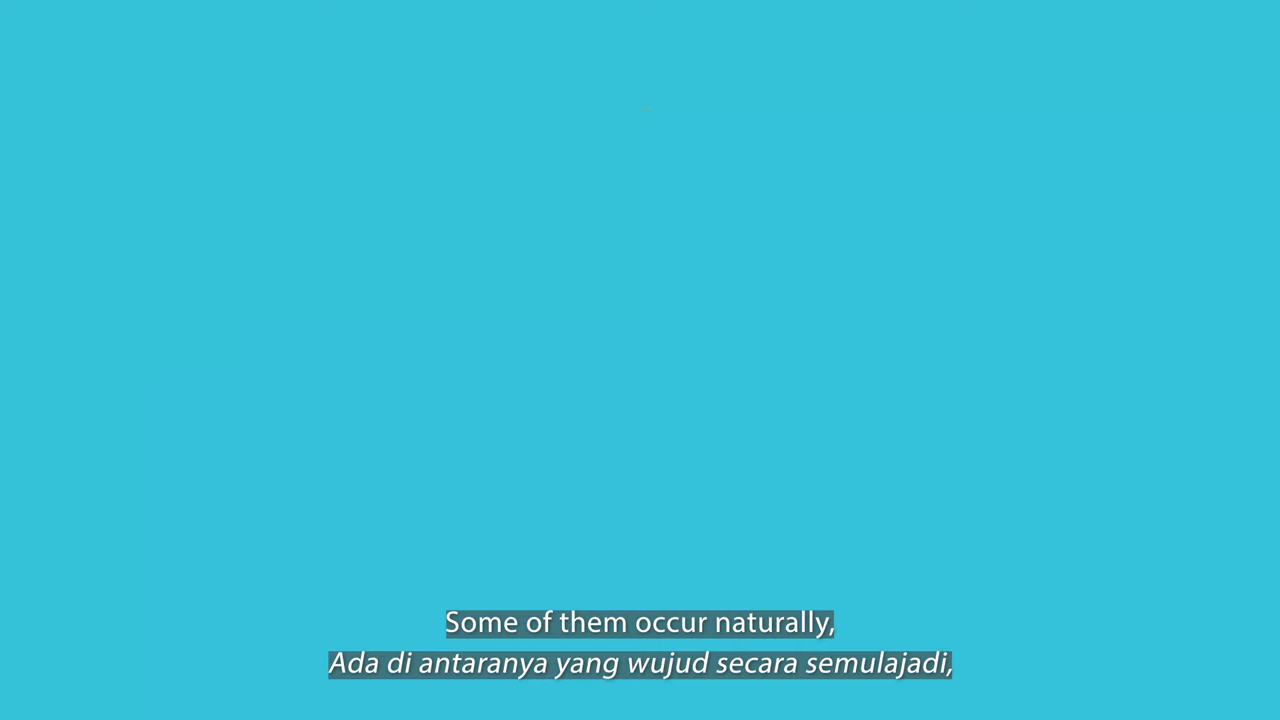 Some of them occur naturally,
Ada di antaranya yang wujud secara semulajadi,